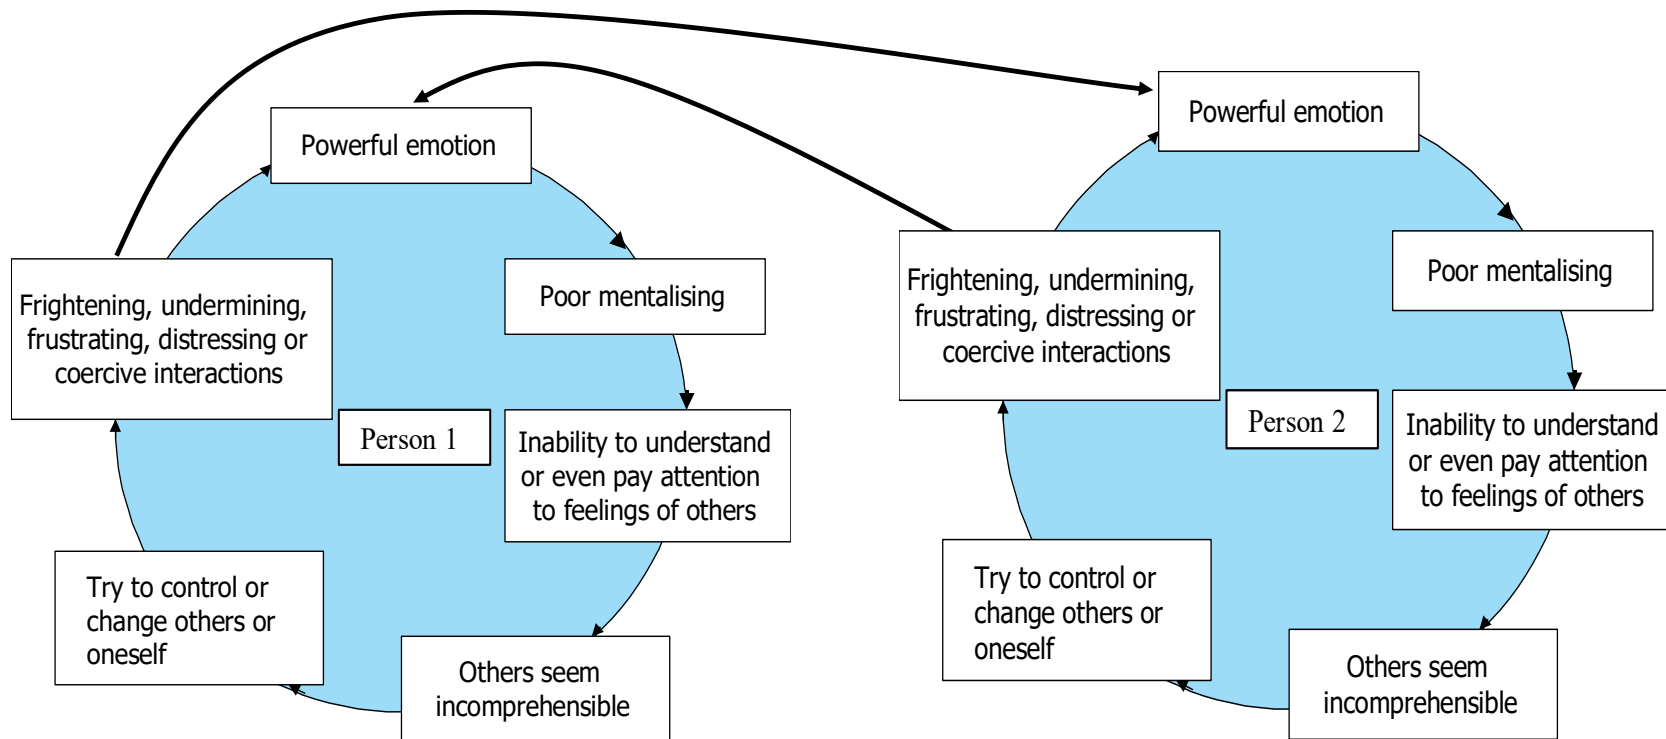 Powerful emotion
Poor mentalising
Inability to understand
or even pay attention
to feelings of others
Others seem
incomprehensible
Try to control or
change others or
oneself
Frightening, undermining,
frustrating, distressing or
coercive interactions
Person 1
Powerful emotion
Poor mentalising
Inability to understand
or even pay attention
to feelings of others
Others seem
incomprehensible
Try to control or
change others or
oneself
Frightening, undermining,
frustrating, distressing or
coercive interactions
Person 2